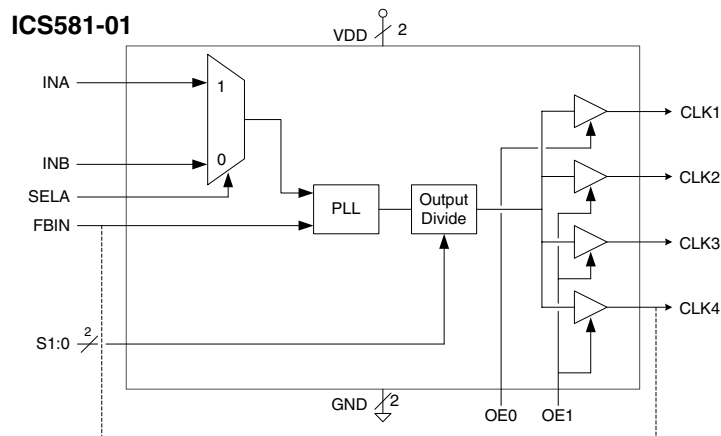 ICS581-01
VDD 2
INA
1
CLK1
INB
0
SELA
CLK2
PLL
Output
Divide
FBIN
CLK3
CLK4
S1:0 2
GND 2
OE0
OE1